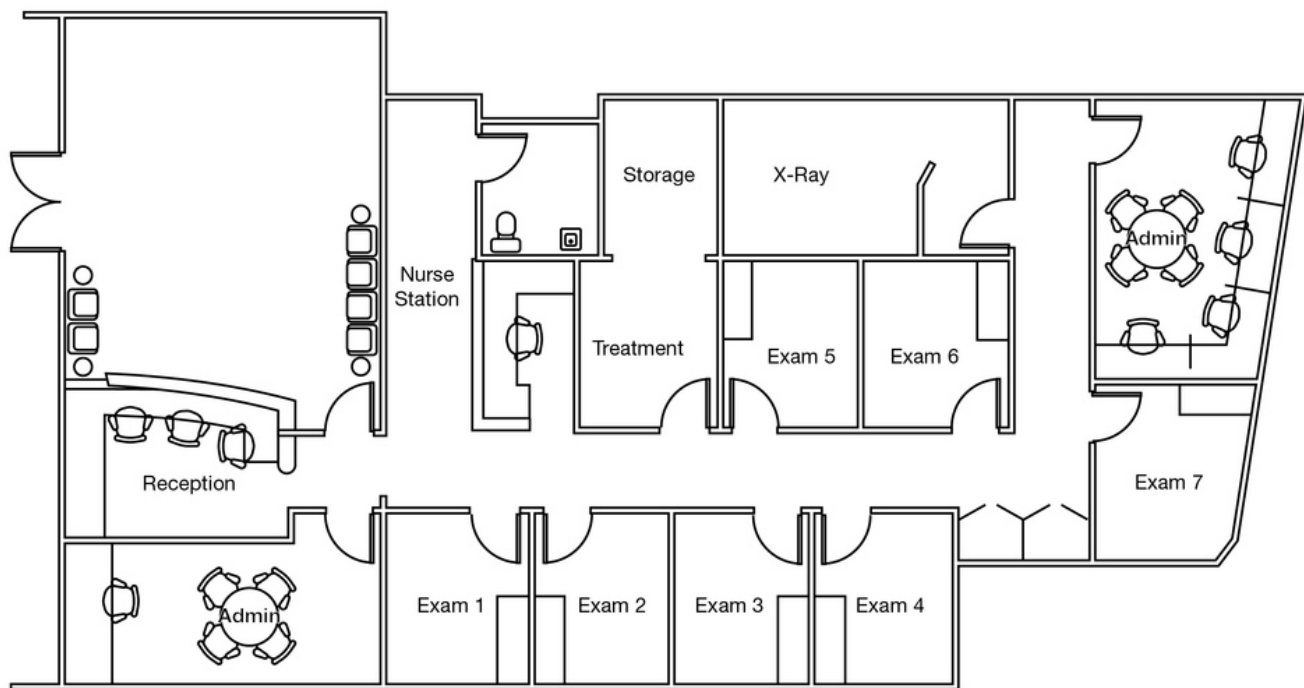 Storage
X-Ray
Admin
Nurse
Station
Treatment
Exam 5
Exam 6
Reception
Exam 7
Admin
Exam 1
Exam 2
Exam 3
Exam 4